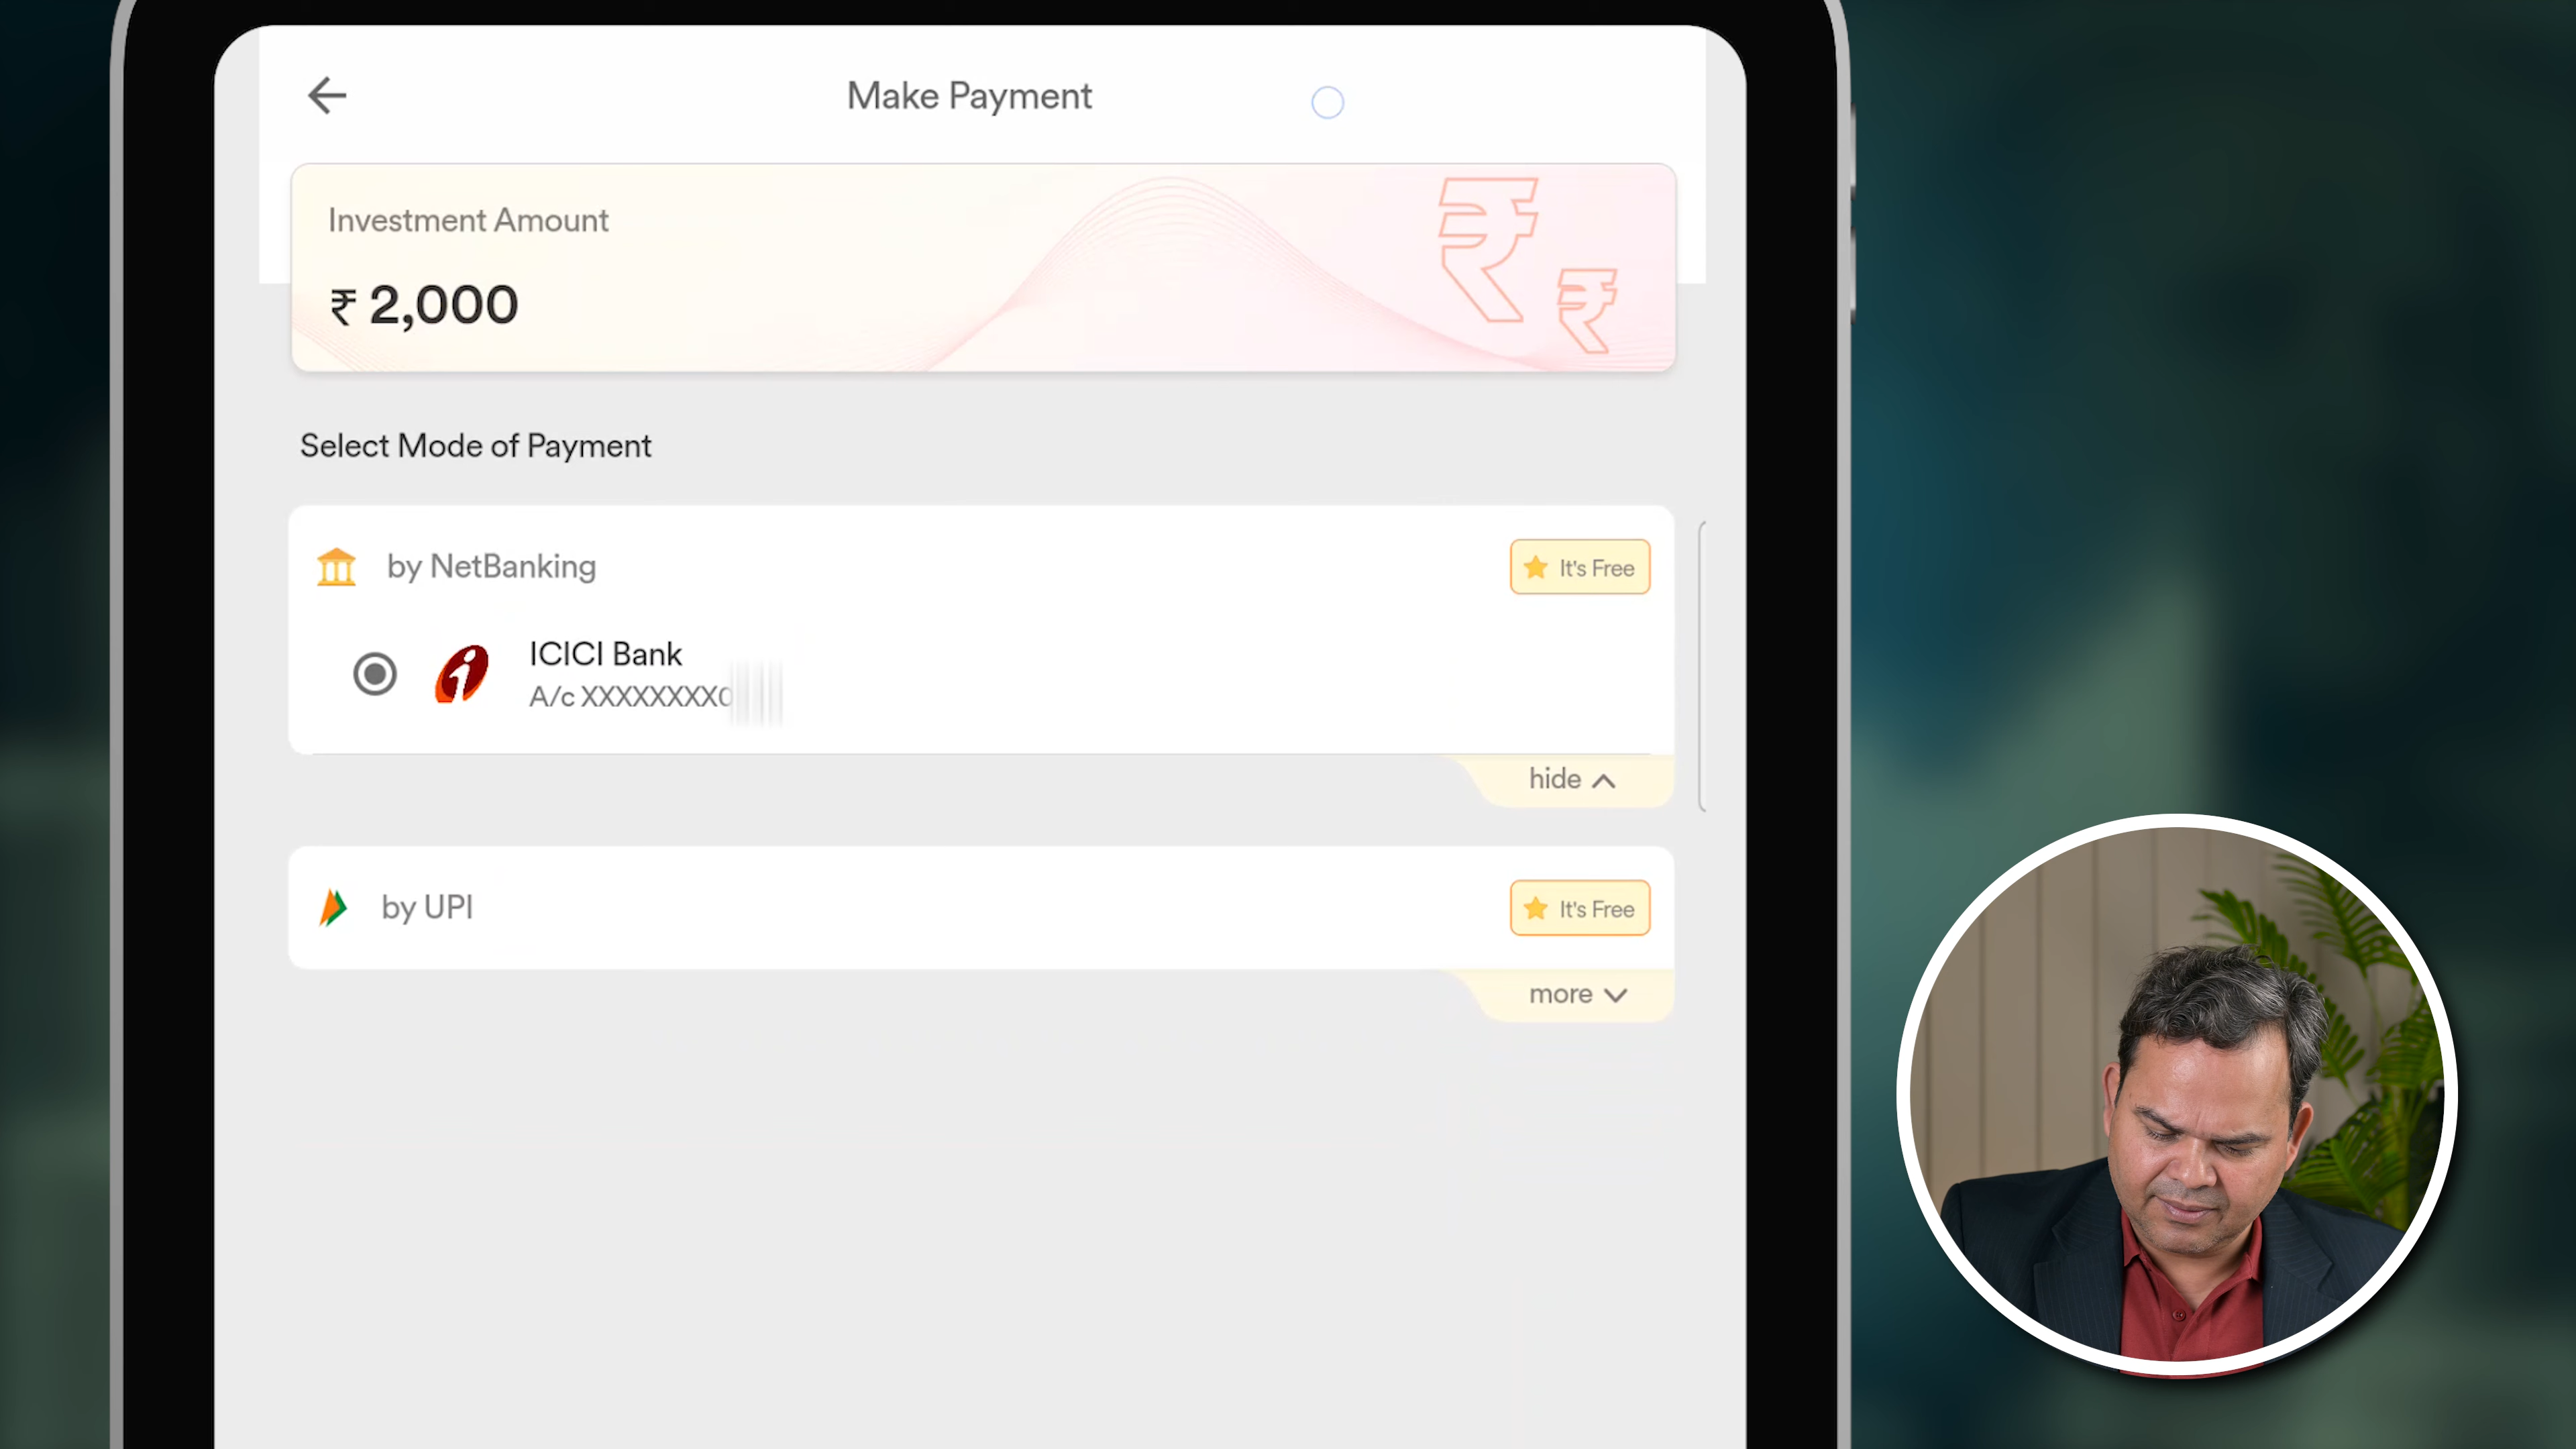 Make Payment
Investment Amount
₹ 2,000
Select Mode of Payment
by NetBanking
It's Free
ICICI Bank
A/c XXXXXXXX0
hide
by UPI
It's Free
more